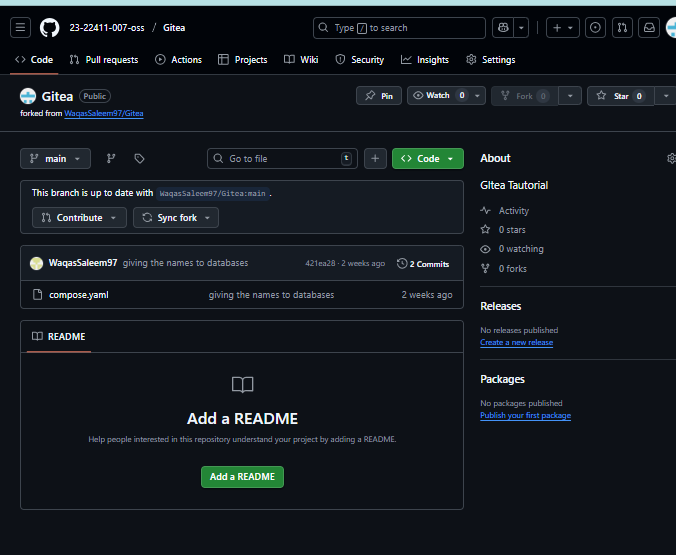 23-22411-007-oss / Gitea
Type / to search
Code Pull requests Actions Projects Wiki Security Insights Settings
Gitea Public
Pin Watch 0 Fork 0 Star 0
forked from WaqasSaleem97/Gitea
main
Go to file t
Code
This branch is up to date with WaqasSaleem97/Gitea:main .
Contribute Sync fork
WaqasSaleem97 giving the names to databases 421ea28 · 2 weeks ago 2 Commits
compose.yaml giving the names to databases 2 weeks ago
README
Add a README
Help people interested in this repository understand your project by adding a README.
Add a README
About
GItea Tautorial
Activity
0 stars
0 watching
0 forks
Releases
No releases published
Create a new release
Packages
No packages published
Publish your first package